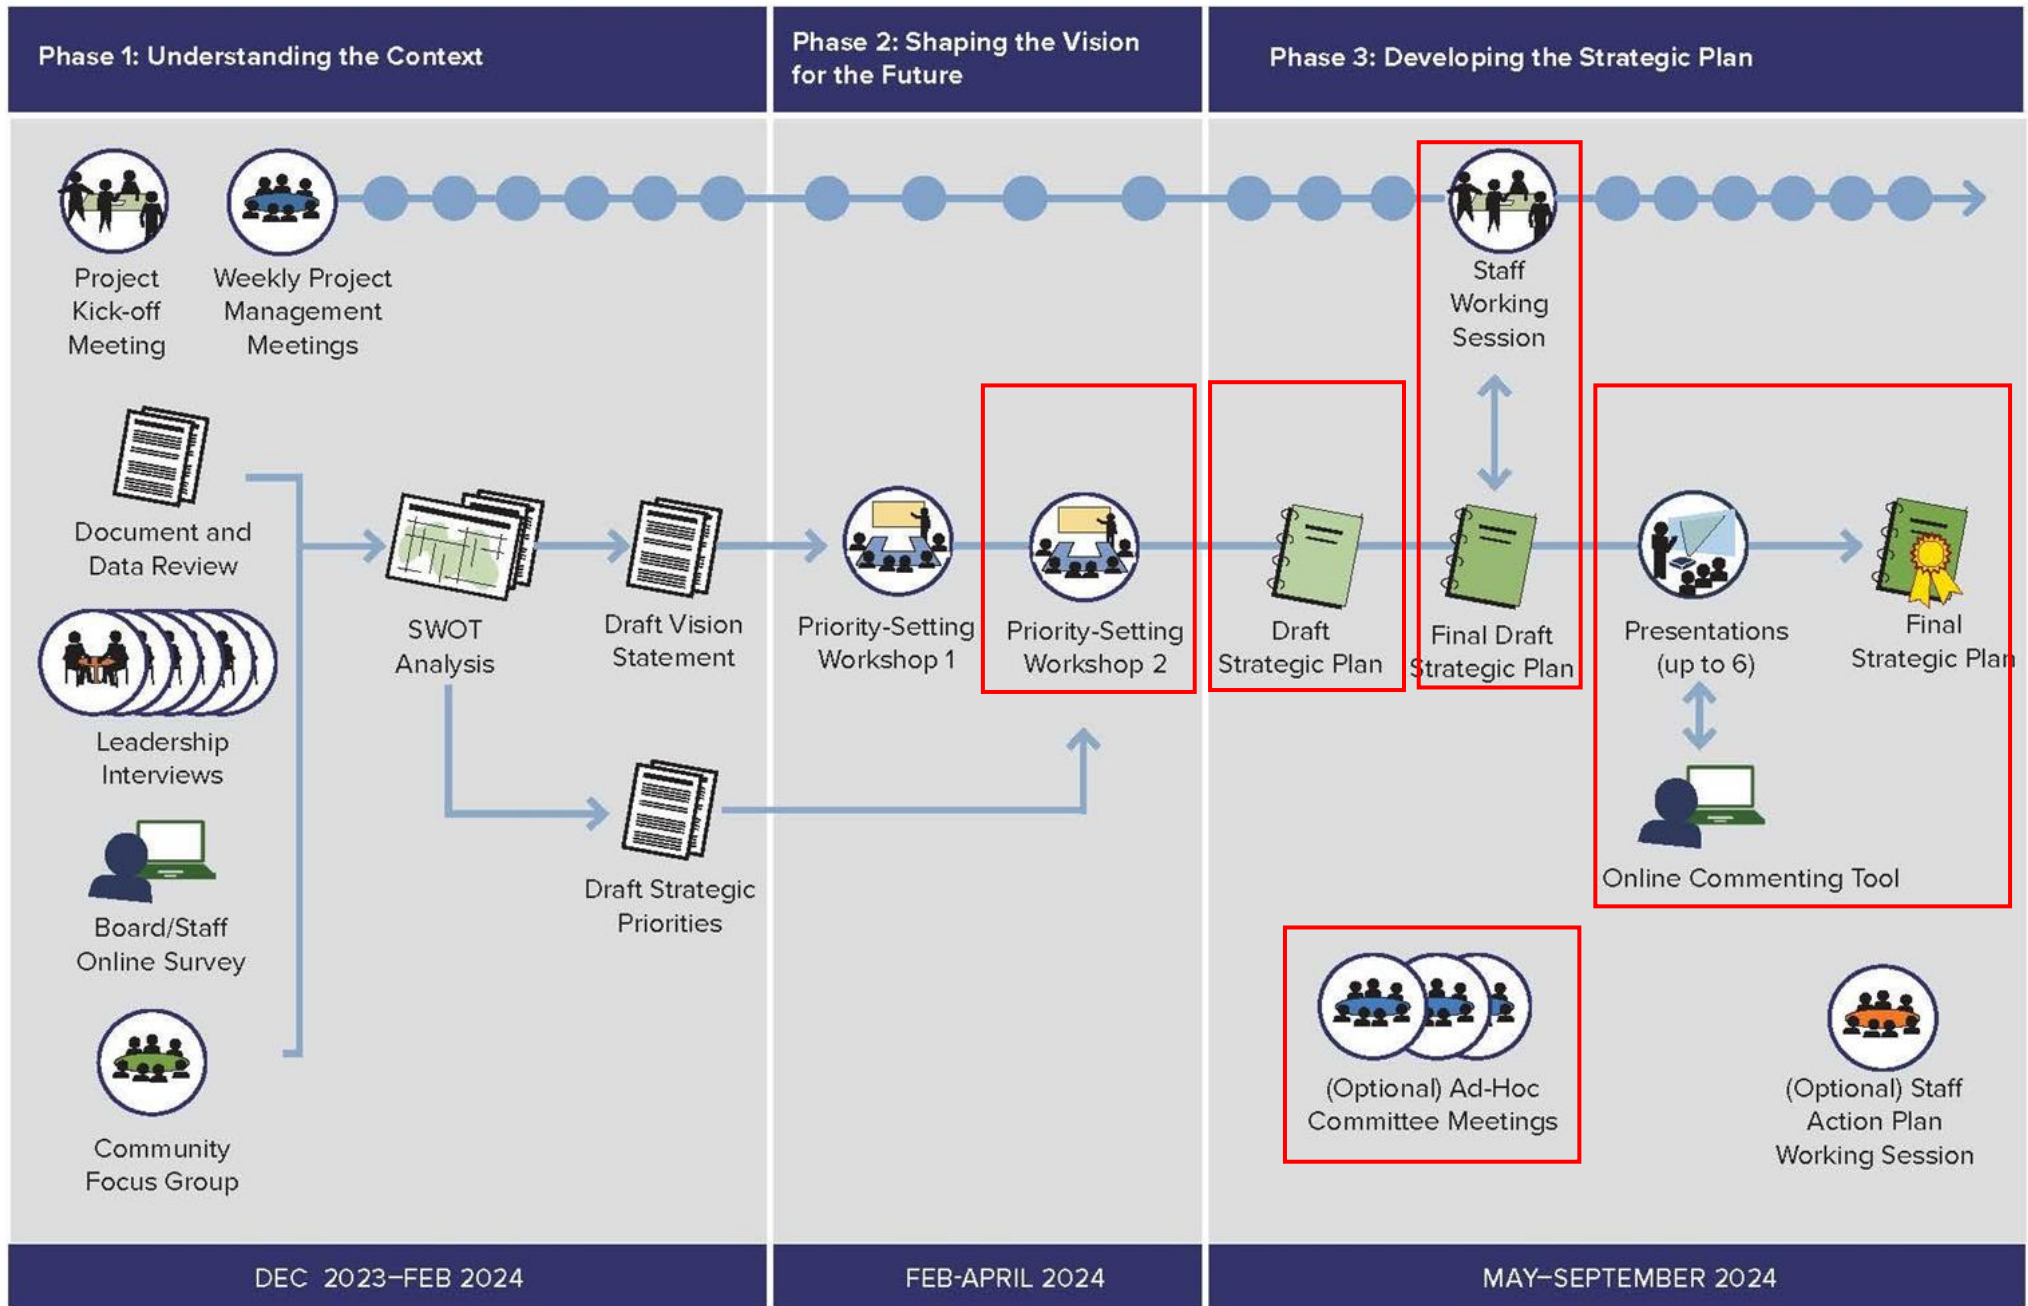 Phase 1: Understanding the Context
Phase 2: Shaping the Vision
for the Future
Phase 3: Developing the Strategic Plan
Project
Kick-off
Meeting
Weekly Project
Management
Meetings
Staff
Working
Session
Document and
Data Review
Leadership
Interviews
Board/Staff
Online Survey
Community
Focus Group
SWOT
Analysis
Draft Vision
Statement
Draft Strategic
Priorities
Priority-Setting
Workshop 1
Priority-Setting
Workshop 2
Draft
Strategic Plan
Final Draft
Strategic Plan
Presentations
(up to 6)
Final
Strategic Plan
Online Commenting Tool
(Optional) Ad-Hoc
Committee Meetings
(Optional) Staff
Action Plan
Working Session
DEC 2023–FEB 2024
FEB-APRIL 2024
MAY–SEPTEMBER 2024